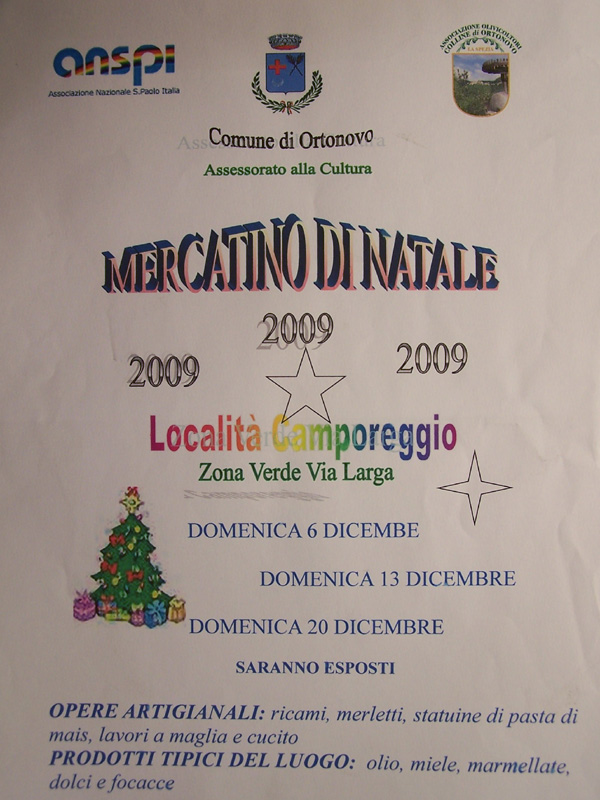 anspi
Associazione Nazionale S.Paolo Italia
ASSOCIAZIONE OLIVICOLTORI
COLLINE di ORTONOVO
LA SPEZIA
Comune di Ortonovo
Assessorato alla Cultura
MERCATINO DI NATALE
2009
2009
2009
Località Camporeggio
Zona Verde Via Larga
DOMENICA 6 DICEMBE
DOMENICA 13 DICEMBRE
DOMENICA 20 DICEMBRE
SARANNO ESPOSTI
OPERE ARTIGIANALI: ricami, merletti, statuine di pasta di
mais, lavori a maglia e cucito
PRODOTTI TIPICI DEL LUOGO: olio, miele, marmellate,
dolci e focacce